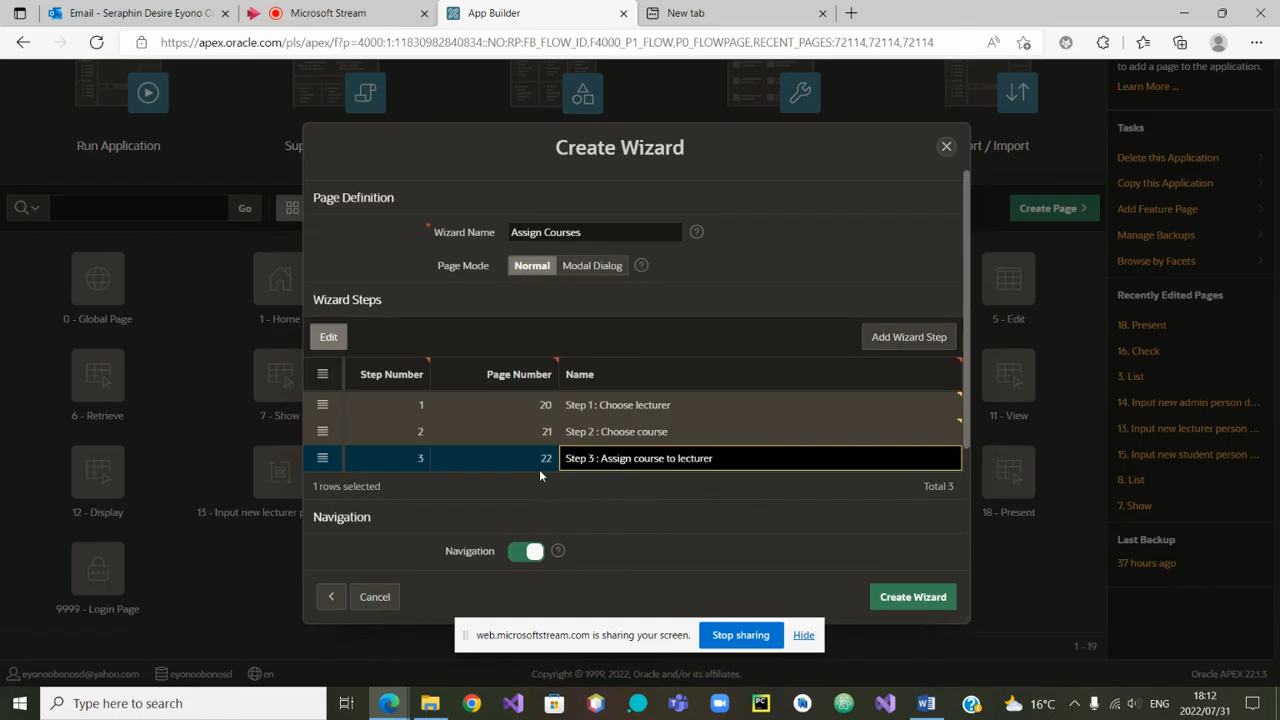 Email - Seraphin Desire Eyono O
Microsoft Stream
App Builder
New tab
https://apex.oracle.com/pls/apex/f?p=4000:1:11830982840834::NO:RP:FB_FLOW_ID,F4000_P1_FLOW,P0_FLOWPAGE,RECENT_PAGES:72114,72114,72114
to add a page to the application.
Learn More ...
Run Application
Sup
ort / Import
Tasks
Delete this Application
Copy this Application
Add Feature Page
Manage Backups
Browse by Facets
Go
Create Page
Create Wizard
Page Definition
* Wizard Name
Assign Courses
Page Mode
Normal
Modal Dialog
Wizard Steps
Edit
Add Wizard Step
Step Number
Page Number
Name
1
20
Step 1 : Choose lecturer
2
21
Step 2 : Choose course
3
22
Step 3 : Assign course to lecturer
1 rows selected
Total 3
Navigation
Navigation
Cancel
Create Wizard
0 - Global Page
1 - Home
5 - Edit
6 - Retrieve
7 - Show
11 - View
12 - Display
13 - Input new lecturer p
18 - Present
9999 - Login Page
1 - 19
Recently Edited Pages
18. Present
16. Check
3. List
14. Input new admin person d...
13. Input new lecturer person ...
15. Input new student person ...
8. List
7. Show
Last Backup
37 hours ago
web.microsoftstream.com is sharing your screen.
Stop sharing
Hide
eyonoobonosd@yahoo.com
eyonoobonosd
en
Copyright © 1999, 2022, Oracle and/or its affiliates.
Oracle APEX 22.1.3
Type here to search
16°C
18:12
2022/07/31